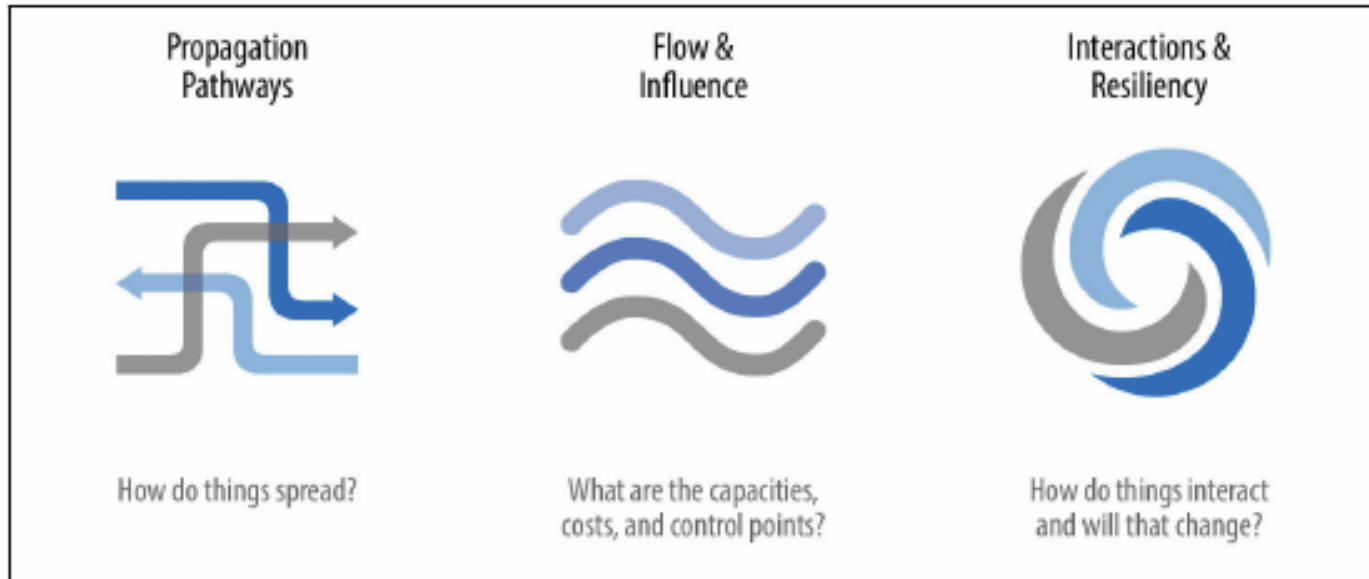 Propagation
Pathways
How do things spread?
Flow &
Influence
What are the capacities,
costs, and control points?
Interactions &
Resiliency
How do things interact
and will that change?